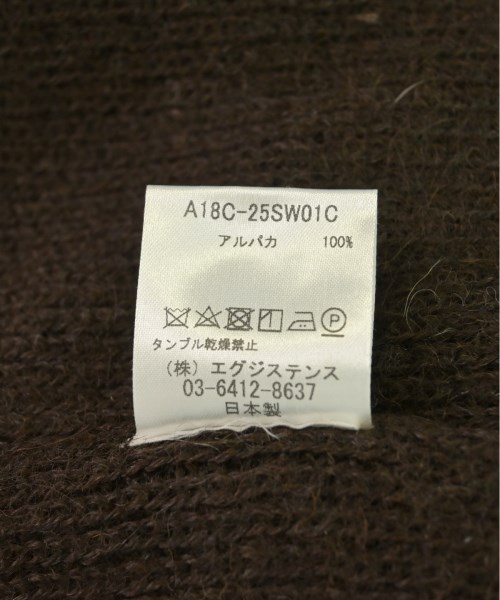 A18C-25SW01C
アルパカ 100%
P
タンブル乾燥禁止
(株)エグジステンス
03-6412-8637
日本製